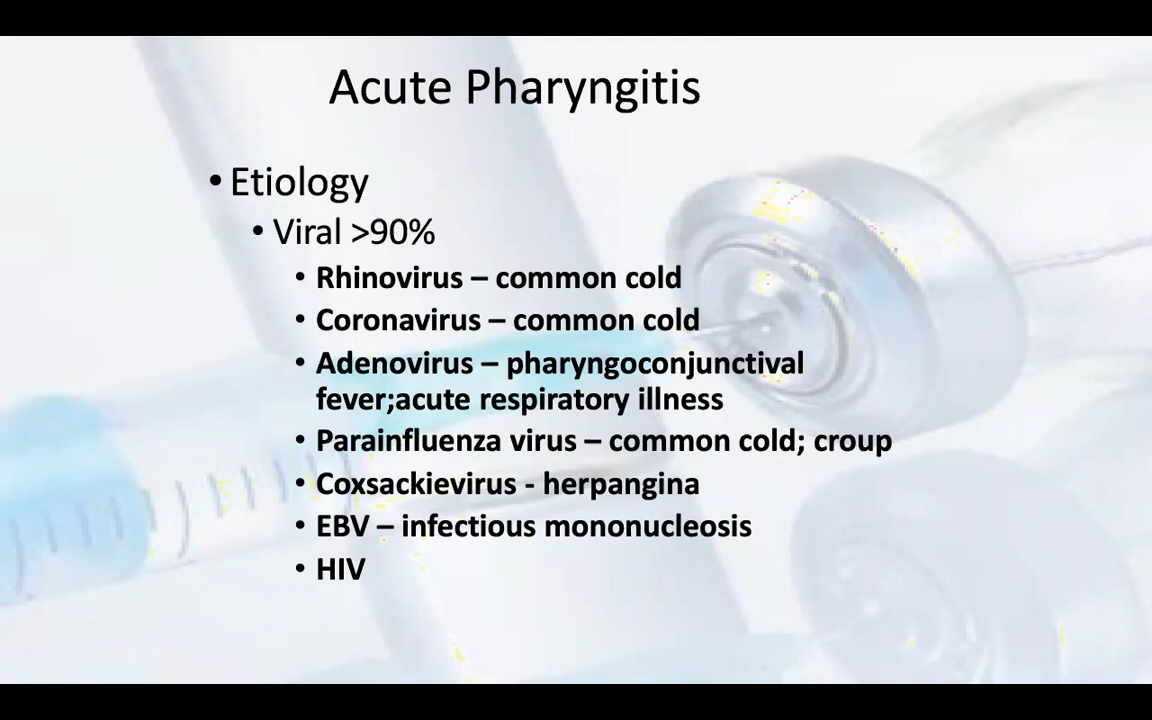 Acute Pharyngitis
• Etiology
• Viral >90%
• Rhinovirus – common cold
• Coronavirus – common cold
• Adenovirus – pharyngoconjunctival
fever;acute respiratory illness
• Parainfluenza virus – common cold; croup
• Coxsackievirus - herpangina
• EBV – infectious mononucleosis
• HIV